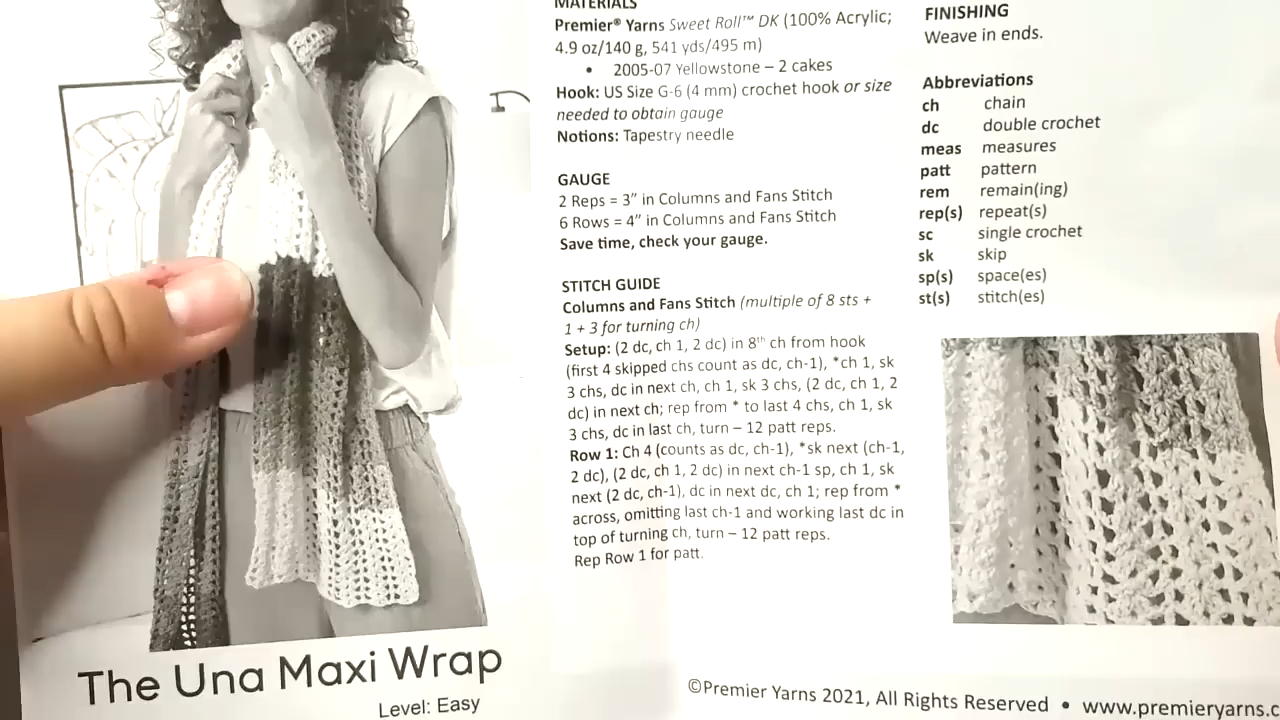 The Una Maxi Wrap
Level: Easy
MATERIALS
Premier® Yarns Sweet Roll™ DK (100% Acrylic;
4.9 oz/140 g, 541 yds/495 m)
• 2005-07 Yellowstone – 2 cakes
Hook: US Size G-6 (4 mm) crochet hook or size
needed to obtain gauge
Notions: Tapestry needle
GAUGE
2 Reps = 3” in Columns and Fans Stitch
6 Rows = 4” in Columns and Fans Stitch
Save time, check your gauge.
STITCH GUIDE
Columns and Fans Stitch (multiple of 8 sts +
1 + 3 for turning ch)
Setup: (2 dc, ch 1, 2 dc) in 8th ch from hook
(first 4 skipped chs count as dc, ch-1), *ch 1, sk
3 chs, dc in next ch, ch 1, sk 3 chs, (2 dc, ch 1, 2
dc) in next ch; rep from * to last 4 chs, ch 1, sk
3 chs, dc in last ch, turn – 12 patt reps.
Row 1: Ch 4 (counts as dc, ch-1), *sk next (ch-1,
2 dc), (2 dc, ch 1, 2 dc) in next ch-1 sp, ch 1, sk
next (2 dc, ch-1), dc in next dc, ch 1; rep from *
across, omitting last ch-1 and working last dc in
top of turning ch, turn – 12 patt reps.
Rep Row 1 for patt.
FINISHING
Weave in ends.
Abbreviations
ch chain
dc double crochet
meas measures
patt pattern
rem remain(ing)
rep(s) repeat(s)
sc single crochet
sk skip
sp(s) space(es)
st(s) stitch(es)
©Premier Yarns 2021, All Rights Reserved • www.premieryarns.c